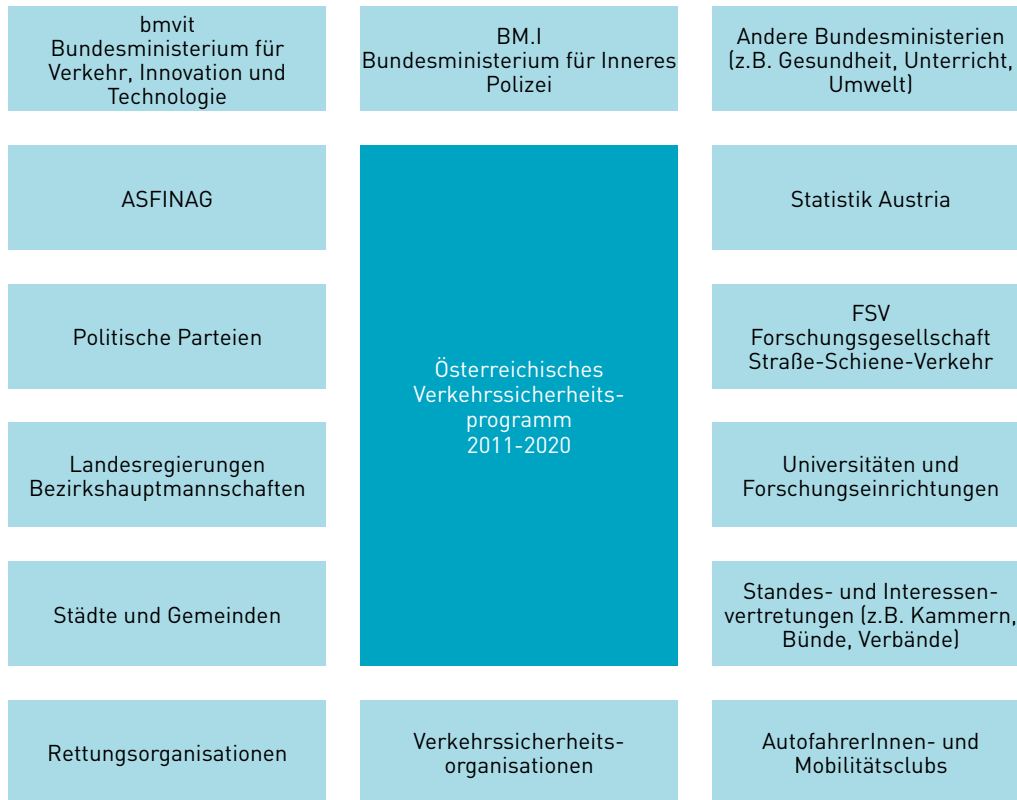 bmvit
Bundesministerium für
Verkehr, Innovation und
Technologie
BM.I
Bundesministerium für Inneres
Polizei
Andere Bundesministerien
(z.B. Gesundheit, Unterricht,
Umwelt)
ASFINAG
Statistik Austria
Politische Parteien
Österreichisches
Verkehrssicherheits-
programm
2011-2020
FSV
Forschungsgesellschaft
Straße-Schiene-Verkehr
Landesregierungen
Bezirkshauptmannschaften
Universitäten und
Forschungseinrichtungen
Städte und Gemeinden
Standes- und Interessen-
vertretungen (z.B. Kammern,
Bünde, Verbände)
Rettungsorganisationen
Verkehrssicherheits-
organisationen
AutofahrerInnen- und
Mobilitätsclubs